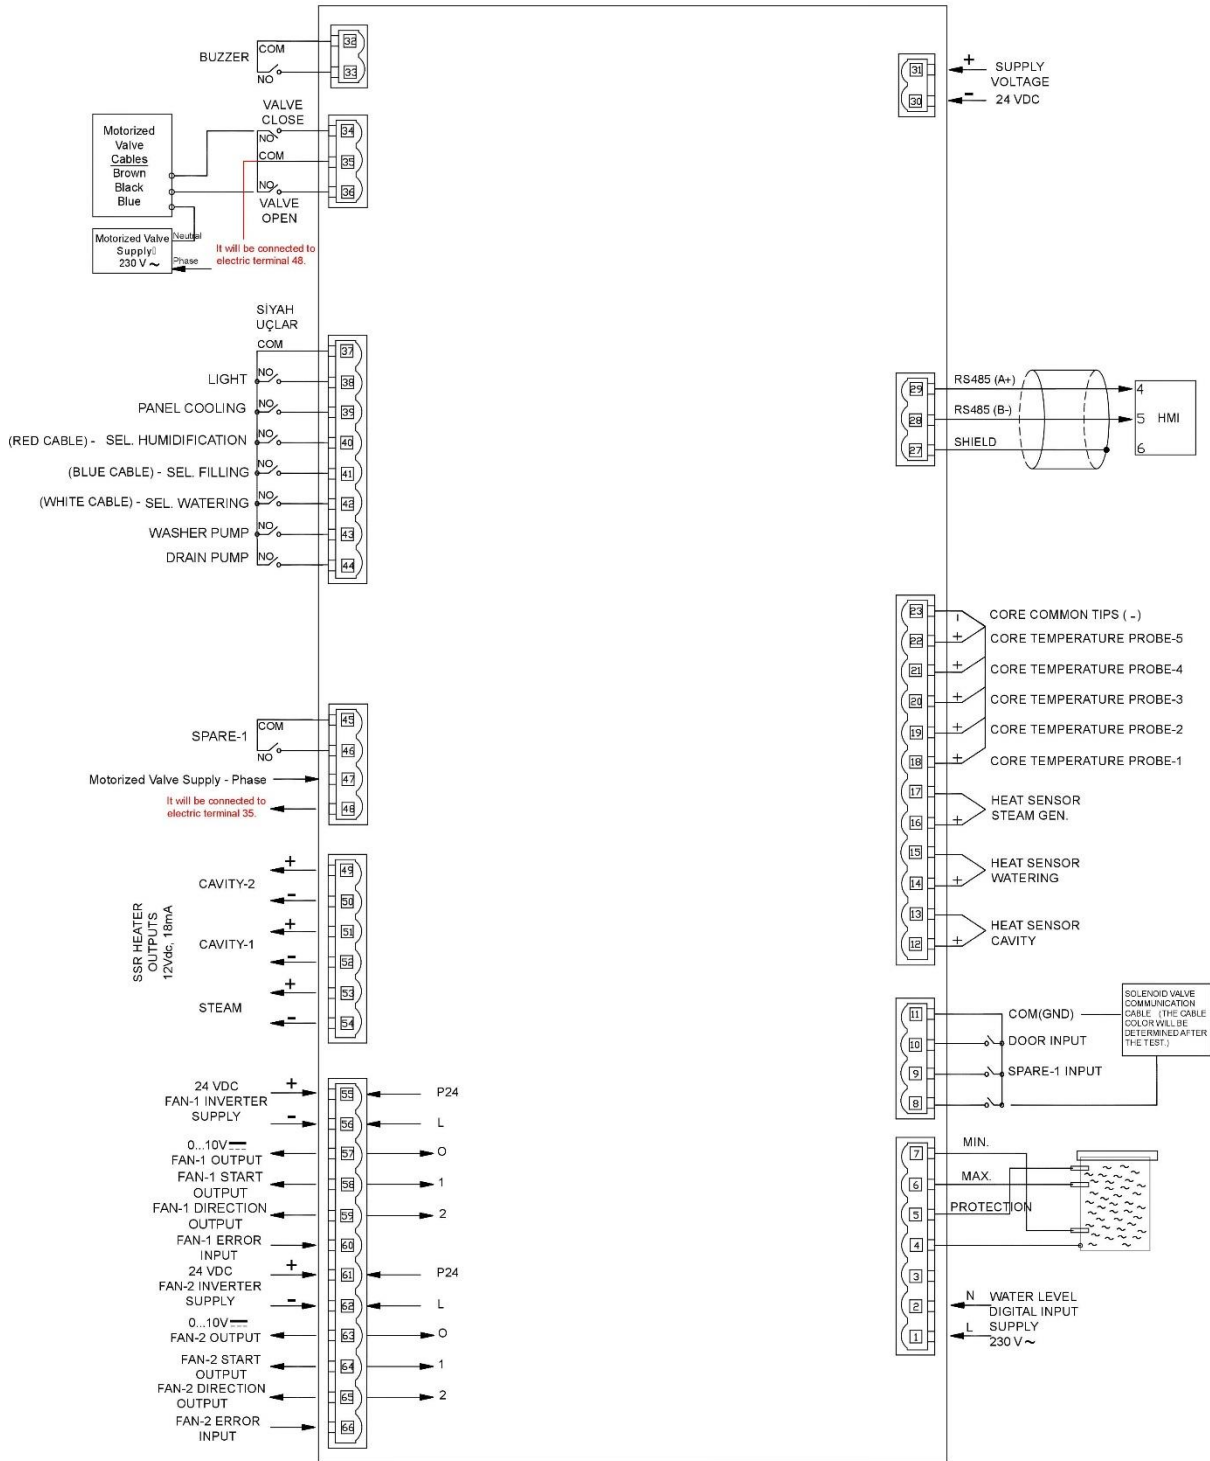 BUZZER
COM
NO
32
33
VALVE
CLOSE
NO
COM
NO
VALVE
OPEN
34
35
36
Motorized
Valve
Cables
Brown
Black
Blue
Motorized Valve
Supply
230 V ~
Neutral
Phase
It will be connected to
electric terminal 48.
SİYAH
UÇLAR
COM
37
LIGHT
NO
38
PANEL COOLING
NO
39
(RED CABLE) - SEL. HUMIDIFICATION
NO
40
(BLUE CABLE) - SEL. FILLING
NO
41
(WHITE CABLE) - SEL. WATERING
NO
42
WASHER PUMP
NO
43
DRAIN PUMP
NO
44
SPARE-1
COM
NO
45
46
Motorized Valve Supply - Phase
47
It will be connected to
electric terminal 35.
48
SSR HEATER
OUTPUTS
12Vdc, 18mA
CAVITY-2
+
-
49
50
CAVITY-1
+
-
51
52
STEAM
+
-
53
54
24 VDC
FAN-1 INVERTER
SUPPLY
+
-
55
P24
56
L
0...10V
FAN-1 OUTPUT
57
O
FAN-1 START
OUTPUT
58
1
FAN-1 DIRECTION
OUTPUT
59
2
FAN-1 ERROR
INPUT
60
24 VDC
FAN-2 INVERTER
SUPPLY
+
-
61
P24
62
L
0...10V
FAN-2 OUTPUT
63
O
FAN-2 START
OUTPUT
64
1
FAN-2 DIRECTION
OUTPUT
65
2
FAN-2 ERROR
INPUT
66
31
30
+
-
SUPPLY
VOLTAGE
24 VDC
29
RS485 (A+)
4
28
RS485 (B-)
5
HMI
27
SHIELD
6
23
-
CORE COMMON TIPS ( - )
22
+
CORE TEMPERATURE PROBE-5
21
+
CORE TEMPERATURE PROBE-4
20
+
CORE TEMPERATURE PROBE-3
19
+
CORE TEMPERATURE PROBE-2
18
+
CORE TEMPERATURE PROBE-1
17
-
16
+
HEAT SENSOR
STEAM GEN.
15
-
14
+
HEAT SENSOR
WATERING
13
-
12
+
HEAT SENSOR
CAVITY
11
COM(GND)
10
DOOR INPUT
9
SPARE-1 INPUT
8
SOLENOID VALVE
COMMUNICATION
CABLE (THE CABLE
COLOR WILL BE
DETERMINED AFTER
THE TEST.)
7
MIN.
6
MAX.
5
PROTECTION
4
3
2
N
1
L
WATER LEVEL
DIGITAL INPUT
SUPPLY
230 V ~